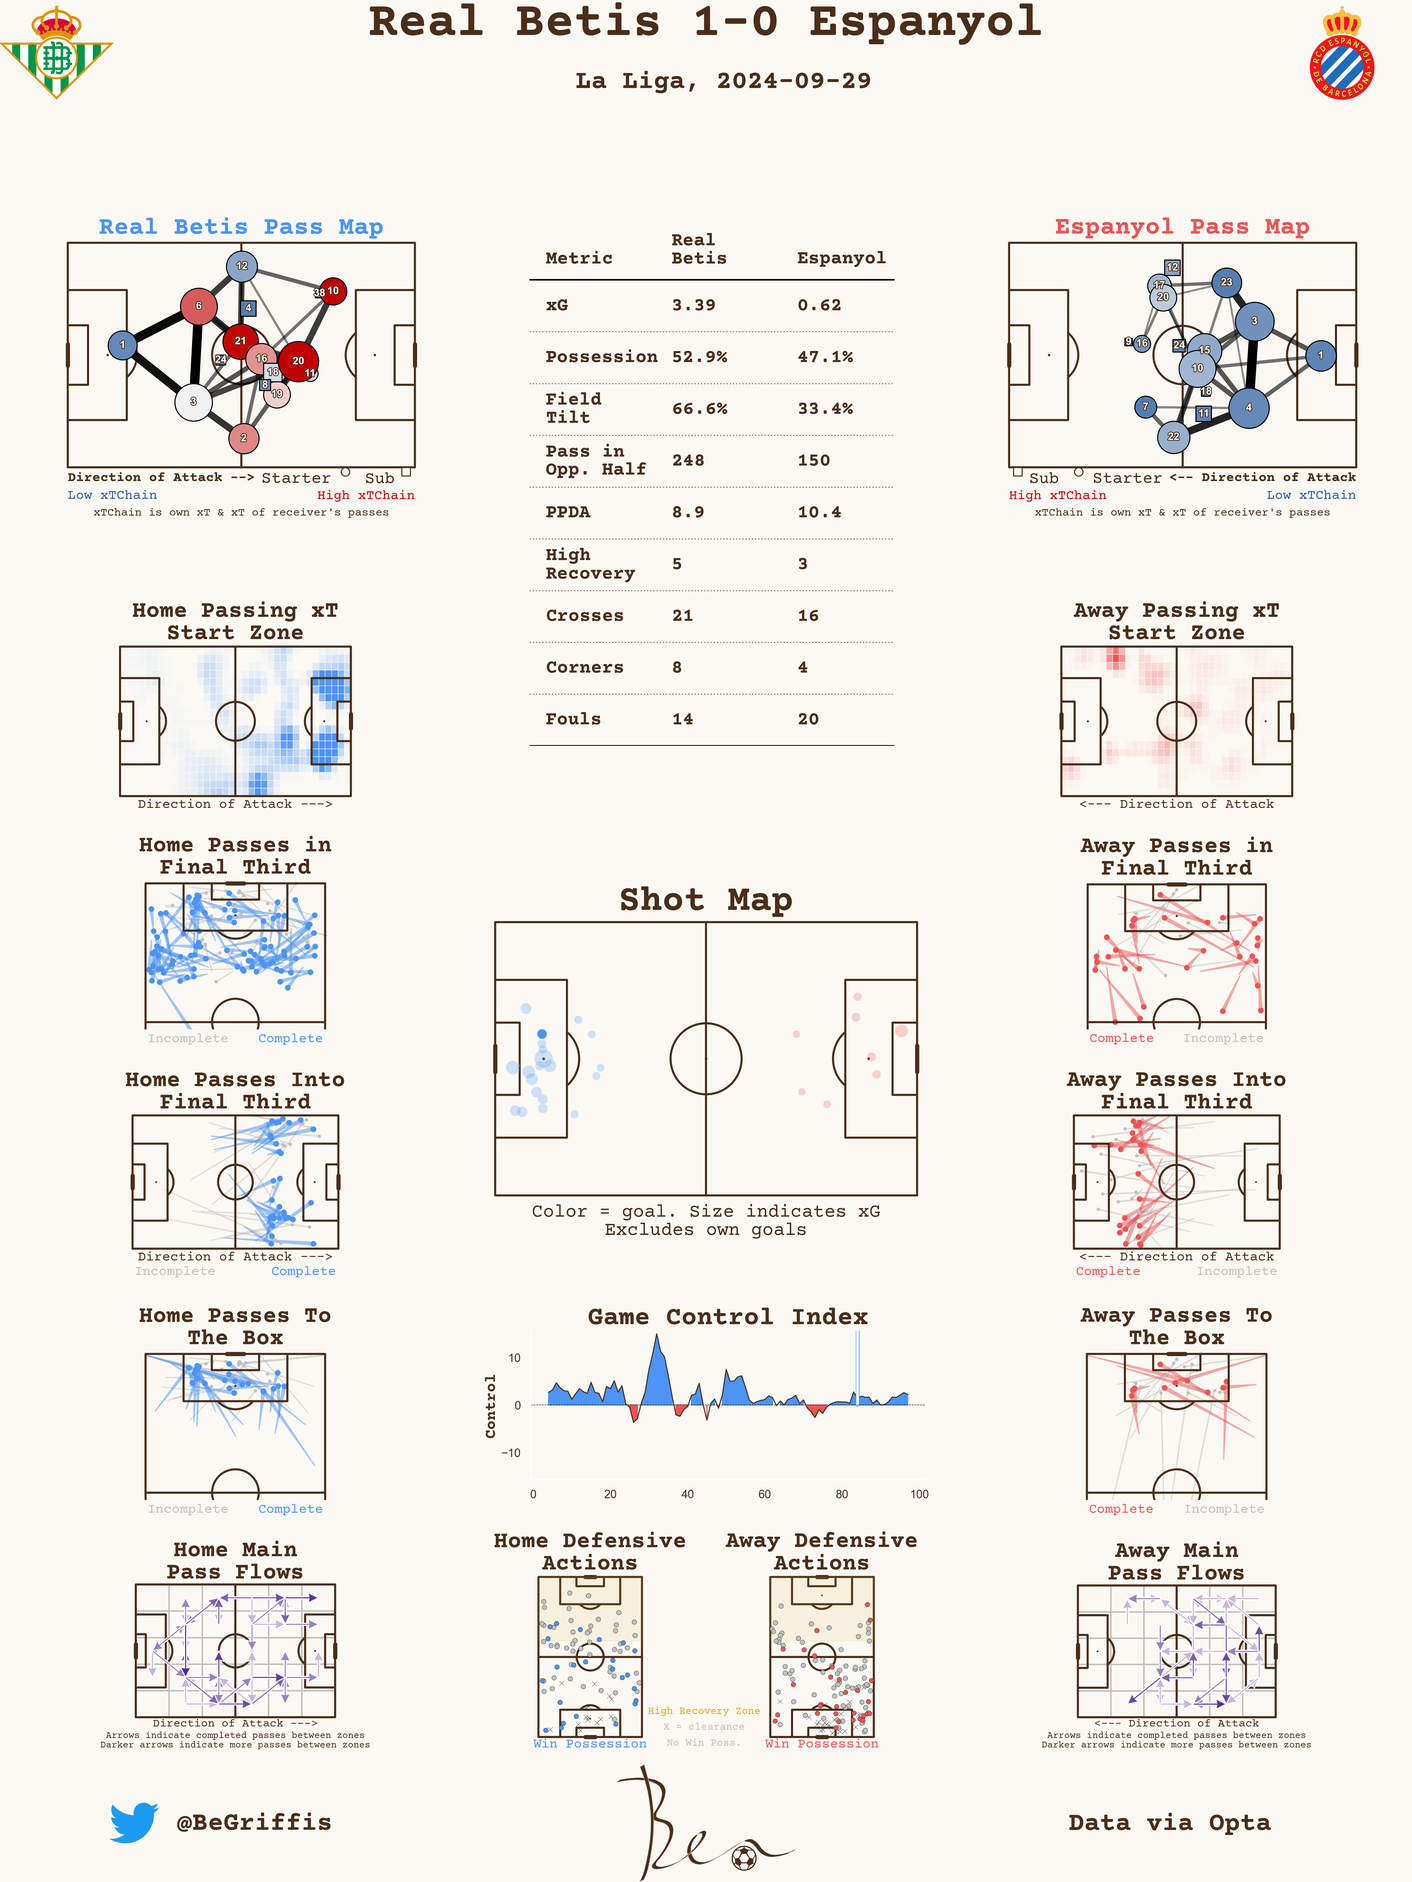 Real Betis 1-0 Espanyol
La Liga, 2024-09-29
RCD ESPANYOL
DE BARCELONA
Real Betis Pass Map
12
38 10
6
4
1
21
24
16
20
18
11
8
3
19
2
Direction of Attack --> Starter Sub
Low xTChain High xTChain
xTChain is own xT & xT of receiver's passes
Metric Real Betis Espanyol
xG 3.39 0.62
Possession 52.9% 47.1%
Field Tilt 66.6% 33.4%
Pass in Opp. Half 248 150
PPDA 8.9 10.4
High Recovery 5 3
Crosses 21 16
Corners 8 4
Fouls 14 20
Espanyol Pass Map
12
17
23
20
3
9 16
24
15
1
10
18
7
11
4
22
Sub Starter <-- Direction of Attack
High xTChain Low xTChain
xTChain is own xT & xT of receiver's passes
Home Passing xT
Start Zone
Direction of Attack --->
Away Passing xT
Start Zone
<--- Direction of Attack
Home Passes in
Final Third
Incomplete Complete
Away Passes in
Final Third
Complete Incomplete
Shot Map
Color = goal. Size indicates xG
Excludes own goals
Home Passes Into
Final Third
Direction of Attack --->
Incomplete Complete
Away Passes Into
Final Third
<--- Direction of Attack
Complete Incomplete
Home Passes To
The Box
Incomplete Complete
Game Control Index
Control
10
0
−10
0 20 40 60 80 100
Away Passes To
The Box
Complete Incomplete
Home Main
Pass Flows
Direction of Attack --->
Arrows indicate completed passes between zones
Darker arrows indicate more passes between zones
Home Defensive
Actions
Win Possession
High Recovery Zone
X = clearance
No Win Poss.
Away Defensive
Actions
Win Possession
Away Main
Pass Flows
<--- Direction of Attack
Arrows indicate completed passes between zones
Darker arrows indicate more passes between zones
@BeGriffis
Ben
Data via Opta